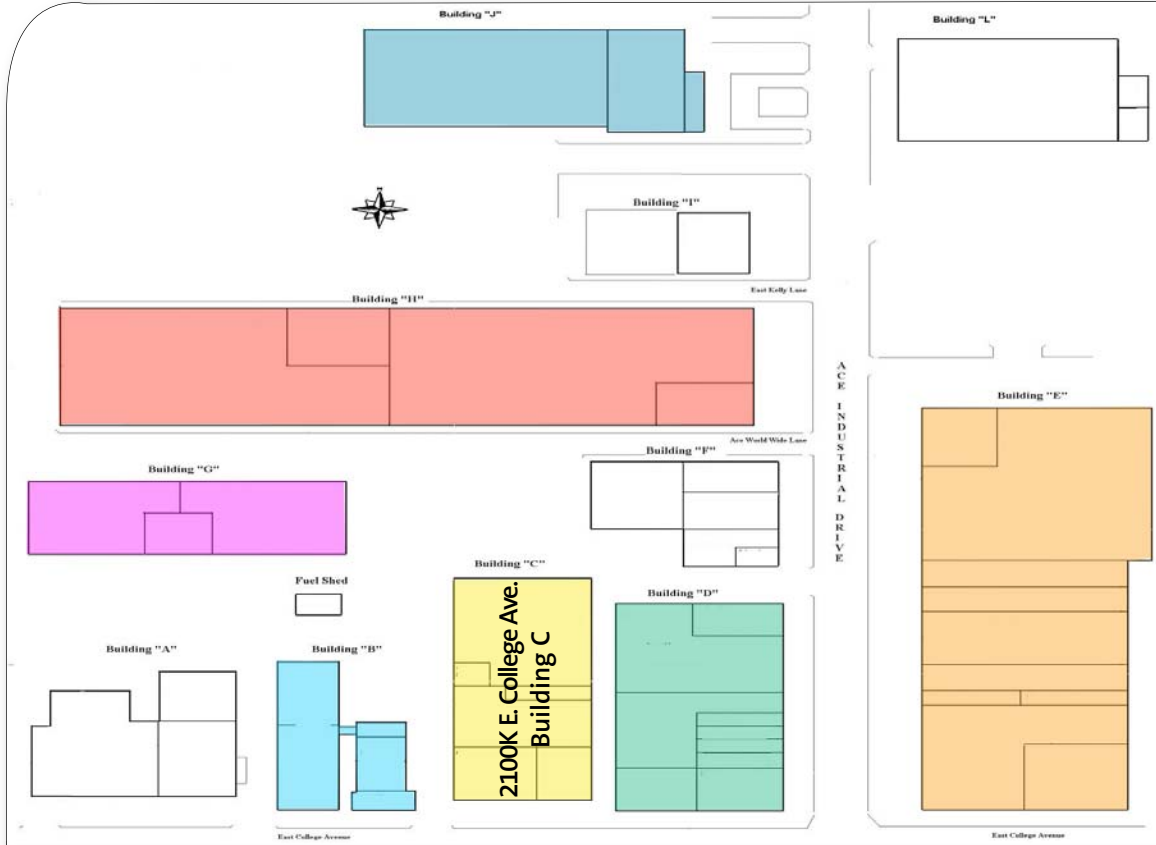 Building "J"
Building "L"
N
Building "I"
East Kelly Lane
Building "H"
ACE INDUSTRIAL DRIVE
Building "E"
Ace World Wide Lane
Building "F"
Building "G"
Building "C"
Fuel Shed
Building "D"
2100K E. College Ave.
Building C
Building "A"
Building "B"
East College Avenue
East College Avenue